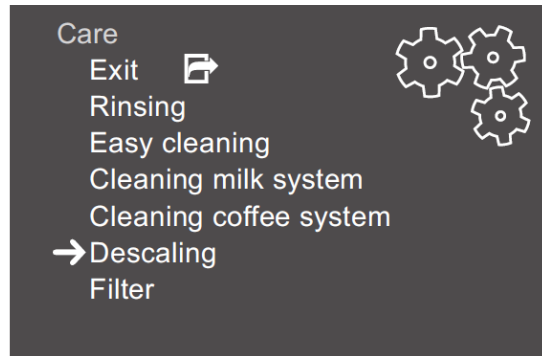 Care
Exit
Rinsing
Easy cleaning
Cleaning milk system
Cleaning coffee system
Descaling
Filter